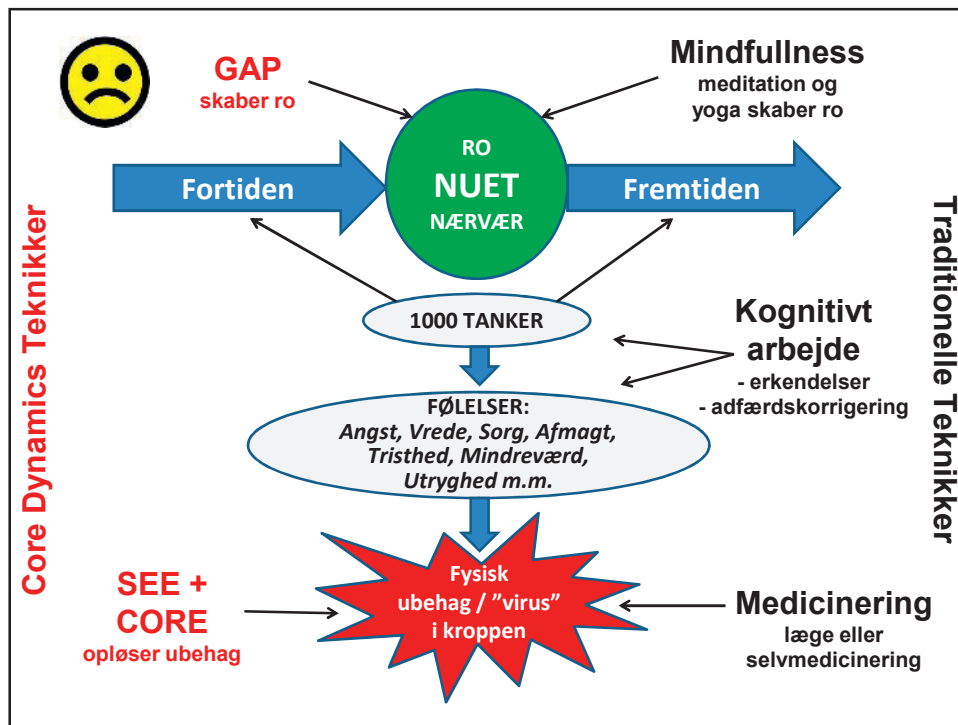 GAP
skaber ro
Mindfullness
meditation og
yoga skaber ro
Fortiden
RO
NUET
NÆRVÆR
Fremtiden
Core Dynamics Teknikker
Traditionelle Teknikker
1000 TANKER
Kognitivt
arbejde
- erkendelser
- adfærdskorrigering
FØLELSER:
Angst, Vrede, Sorg, Afmagt,
Tristhed, Mindreværd,
Utryghed m.m.
Fysisk
ubehag / ”virus”
i kroppen
SEE +
CORE
opløser ubehag
Medicinering
læge eller
selvmedicinering